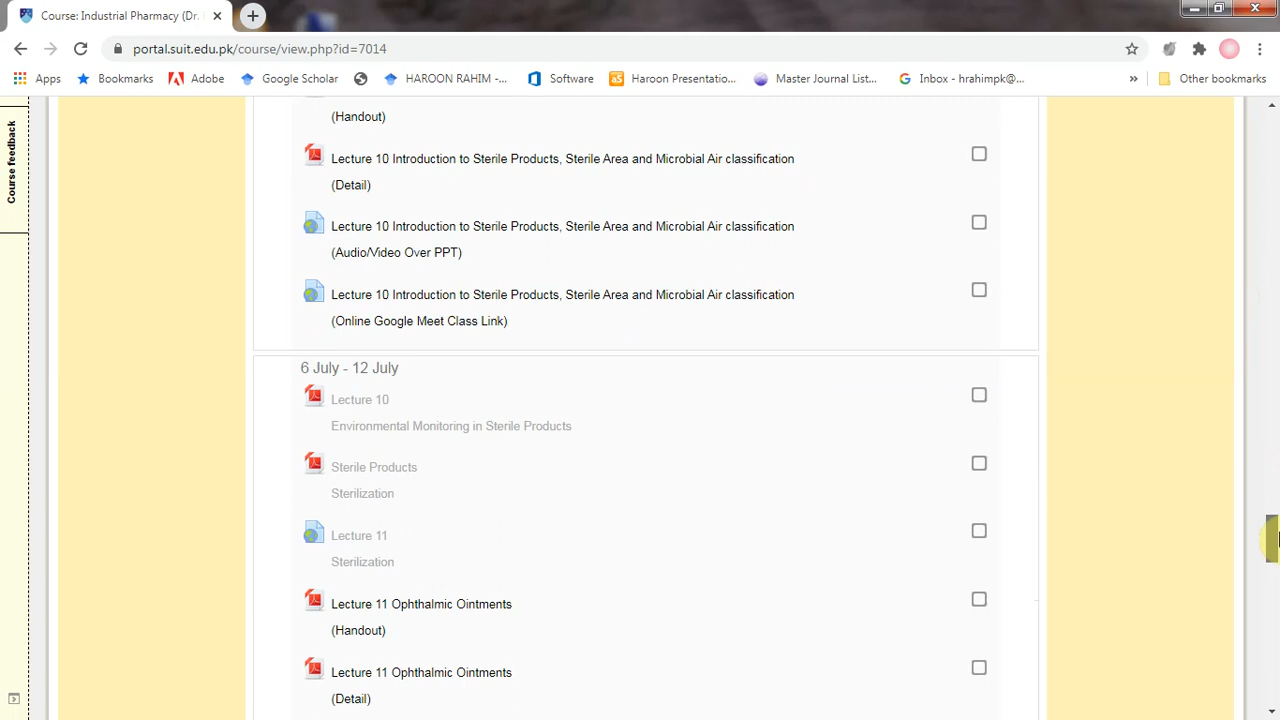 Course: Industrial Pharmacy (Dr.
portal.suit.edu.pk/course/view.php?id=7014
Apps Bookmarks Adobe Google Scholar HAROON RAHIM -... Software Haroon Presentatio... Master Journal List... Inbox - hrahimpk@... » Other bookmarks
Course feedback
(Handout)
Lecture 10 Introduction to Sterile Products, Sterile Area and Microbial Air classification
(Detail)
Lecture 10 Introduction to Sterile Products, Sterile Area and Microbial Air classification
(Audio/Video Over PPT)
Lecture 10 Introduction to Sterile Products, Sterile Area and Microbial Air classification
(Online Google Meet Class Link)
6 July - 12 July
Lecture 10
Environmental Monitoring in Sterile Products
Sterile Products
Sterilization
Lecture 11
Sterilization
Lecture 11 Ophthalmic Ointments
(Handout)
Lecture 11 Ophthalmic Ointments
(Detail)